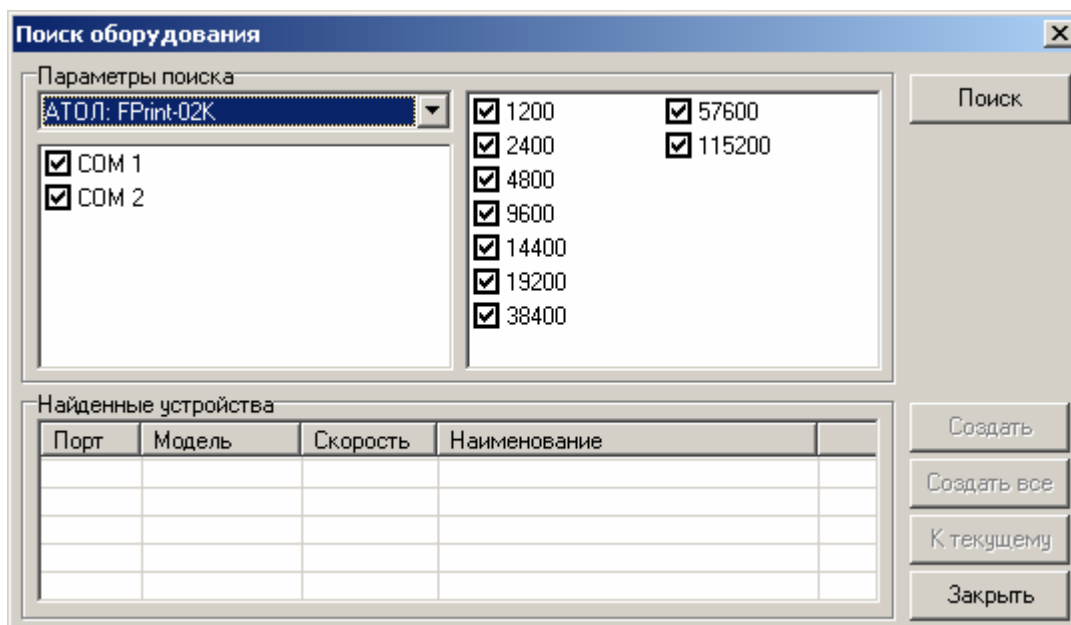 Поиск оборудования
Параметры поиска
АТОЛ: FPrint-02K
COM 1
COM 2
1200
2400
4800
9600
14400
19200
38400
57600
115200
Поиск
Найденные устройства
Порт Модель Скорость Наименование
Создать
Создать все
К текущему
Закрыть